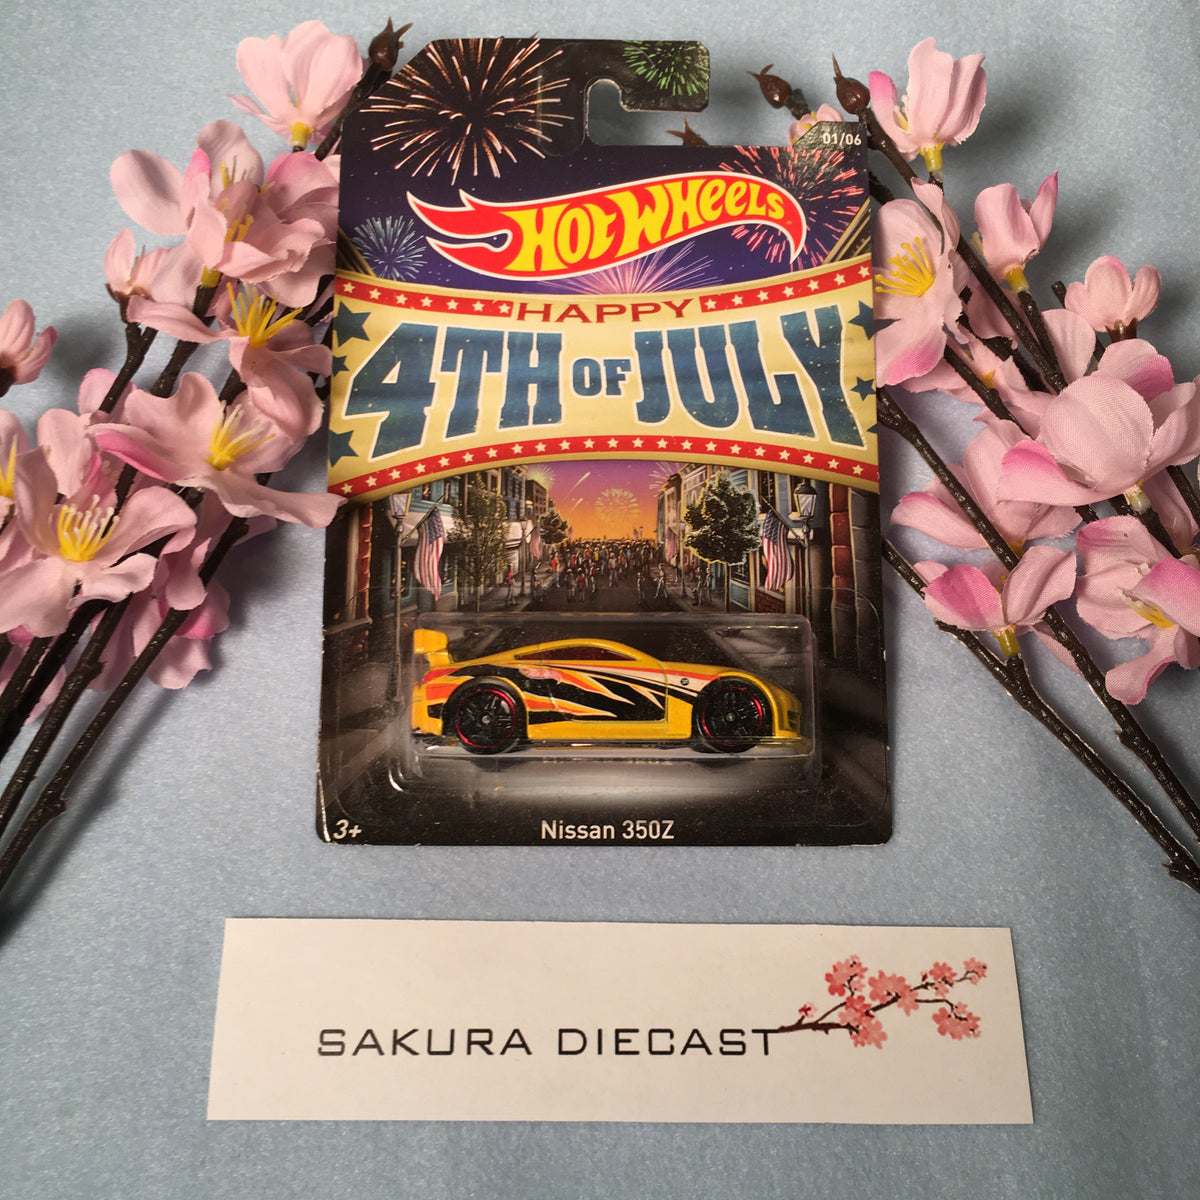 01/06
HOT WHEELS
HAPPY
4TH OF JULY
3+
Nissan 350Z
SAKURA DIECAST